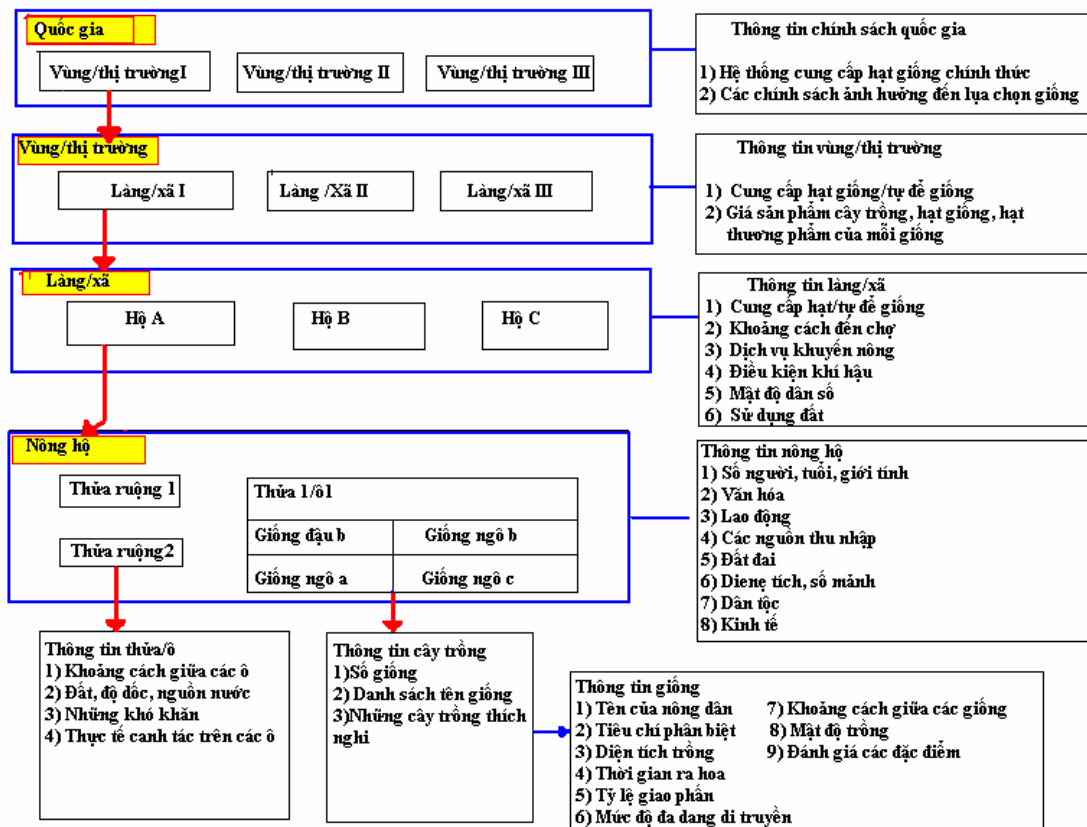 Quốc gia
Vùng/thị trườngI
Vùng/thị trường II
Vùng/thị trường III
Thông tin chính sách quốc gia
1) Hệ thống cung cấp hạt giống chính thức
2) Các chính sách ảnh hưởng đến lụa chọn giống
Vùng/thị trường
Làng/xã I
Làng /Xã II
Làng/xã III
Thông tin vùng/thị trường
1) Cung cấp hạt giống/tự để giống
2) Giá sản phẩm cây trồng, hạt giống, hạt
thương phẩm của mỗi giống
Làng/xã
Hộ A
Hộ B
Hộ C
Thông tin làng/xã
1) Cung cấp hạt/tự để giống
2) Khoảng cách đến chợ
3) Dịch vụ khuyến nông
4) Điều kiện khí hậu
5) Mật độ dân số
6) Sử dụng đất
Nông hộ
Thửa ruộng 1
Thửa ruộng2
Thửa 1/ô1
Giống đậu b
Giống ngô b
Giống ngô a
Giống ngô c
Thông tin nông hộ
1) Số người, tuổi, giới tính
2) Văn hóa
3) Lao động
4) Các nguồn thu nhập
5) Đất đai
6) Dienẹ tích, số mảnh
7) Dân tộc
8) Kinh tế
Thông tin thửa/ô
1) Khoảng cách giữa các ô
2) Đất, độ dốc, nguồn nước
3) Những khó khăn
4) Thực tế canh tác trên các ô
Thông tin cây trồng
1)Số giống
2) Danh sách tên giống
3)Những cây trồng thích
nghi
Thông tin giống
1) Tên của nông dân
2) Tiêu chí phân biệt
3) Diện tích trồng
4) Thời gian ra hoa
5) Tỷ lệ giao phấn
6) Mức độ đa dang di truyền
7) Khoảng cách giữa các giống
8) Mật độ trồng
9) Đánh giá các đặc điểm